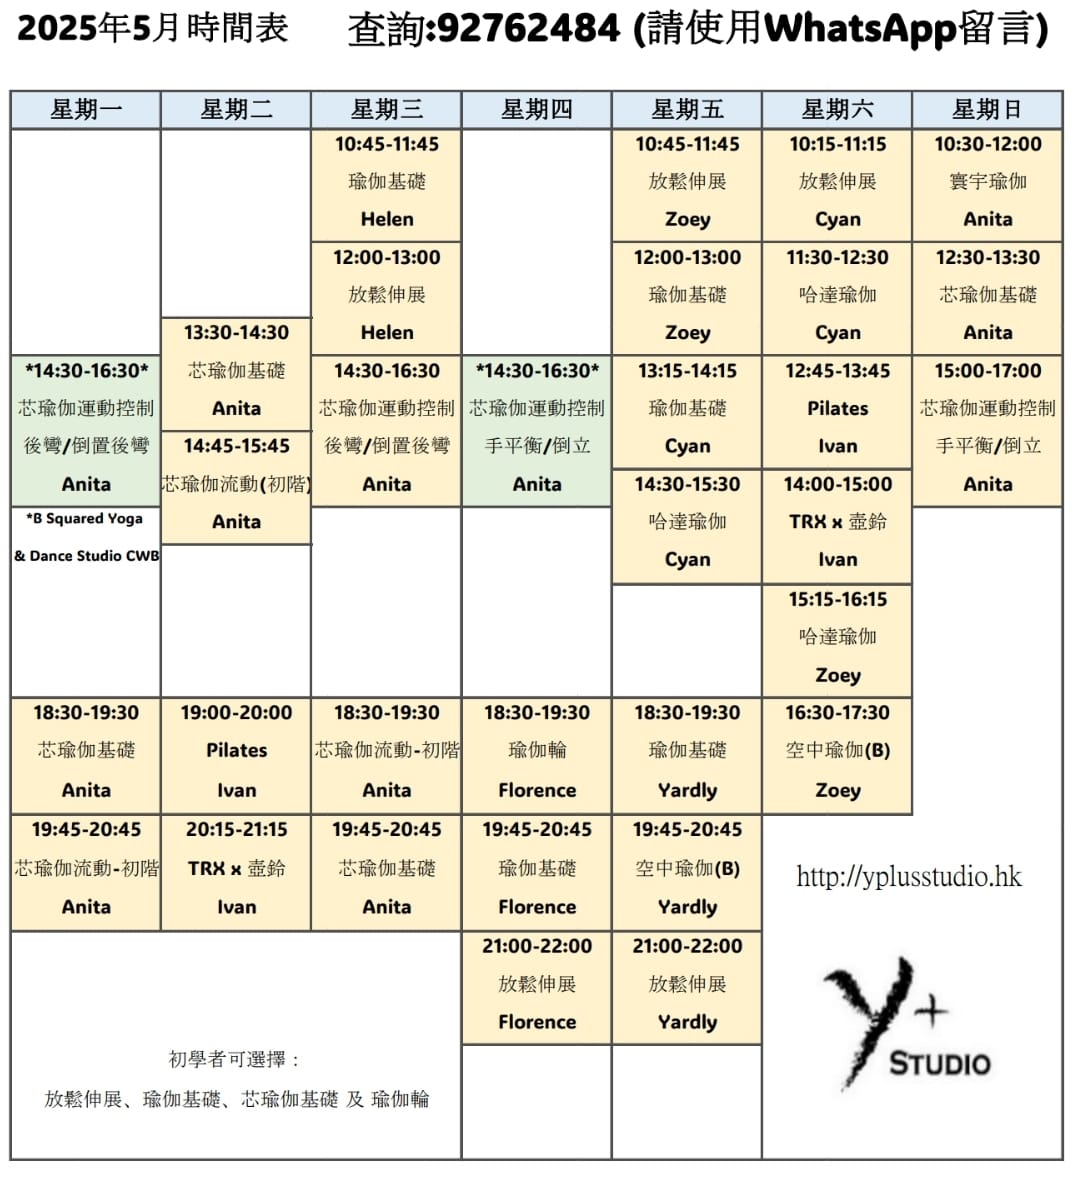 2025年5月時間表
查詢:92762484 (請使用WhatsApp留言)
星期一
星期二
星期三
星期四
星期五
星期六
星期日
*14:30-16:30*
芯瑜伽運動控制
後彎/倒置後彎
Anita
*B Squared Yoga
& Dance Studio CWB
18:30-19:30
芯瑜伽基礎
Anita
19:45-20:45
芯瑜伽流動-初階
Anita
13:30-14:30
芯瑜伽基礎
Anita
14:45-15:45
芯瑜伽流動(初階)
Anita
19:00-20:00
Pilates
Ivan
20:15-21:15
TRX x 壺鈴
Ivan
10:45-11:45
瑜伽基礎
Helen
12:00-13:00
放鬆伸展
Helen
14:30-16:30
芯瑜伽運動控制
後彎/倒置後彎
Anita
18:30-19:30
芯瑜伽流動-初階
Anita
19:45-20:45
芯瑜伽基礎
Anita
*14:30-16:30*
芯瑜伽運動控制
手平衡/倒立
Anita
18:30-19:30
瑜伽輪
Florence
19:45-20:45
瑜伽基礎
Florence
21:00-22:00
放鬆伸展
Florence
10:45-11:45
放鬆伸展
Zoey
12:00-13:00
瑜伽基礎
Zoey
13:15-14:15
瑜伽基礎
Cyan
14:30-15:30
哈達瑜伽
Cyan
18:30-19:30
瑜伽基礎
Yardly
19:45-20:45
空中瑜伽(B)
Yardly
21:00-22:00
放鬆伸展
Yardly
10:15-11:15
放鬆伸展
Cyan
11:30-12:30
哈達瑜伽
Cyan
12:45-13:45
Pilates
Ivan
14:00-15:00
TRX x 壺鈴
Ivan
15:15-16:15
哈達瑜伽
Zoey
16:30-17:30
空中瑜伽(B)
Zoey
10:30-12:00
寰宇瑜伽
Anita
12:30-13:30
芯瑜伽基礎
Anita
15:00-17:00
芯瑜伽運動控制
手平衡/倒立
Anita
初學者可選擇：
放鬆伸展、瑜伽基礎、芯瑜伽基礎 及 瑜伽輪
http://yplusstudio.hk
Y+
STUDIO